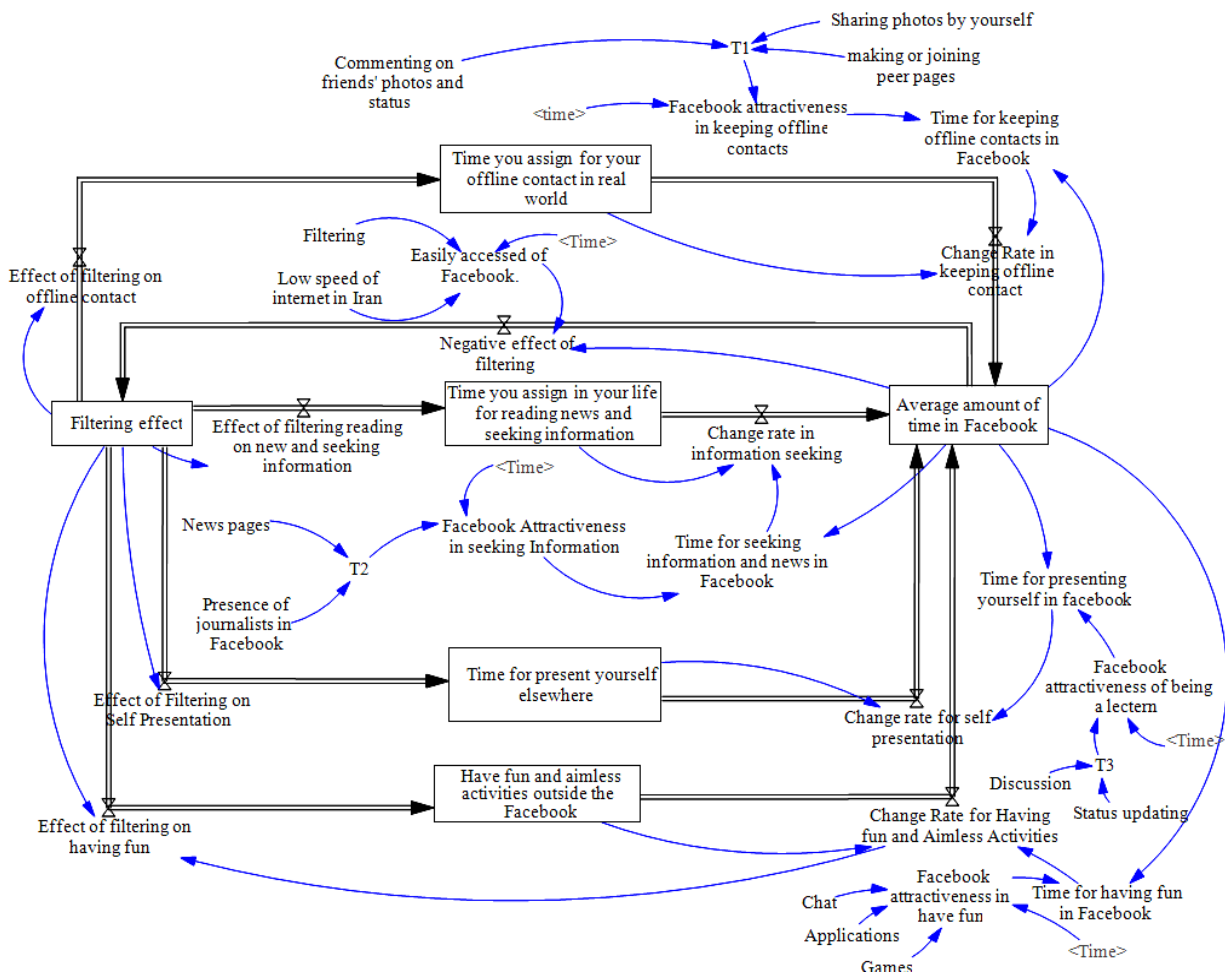 Sharing photos by yourself
T1
making or joining
peer pages
Commenting on
friends' photos and
status
<time>
Facebook attractiveness
in keeping offline
contacts
Time for keeping
offline contacts in
Facebook
Time you assign for your
offline contact in real
world
Filtering
<Time>
Easily accessed of
Facebook.
Effect of filtering on
offline contact
Low speed of
internet in Iran
Change Rate in
keeping offline
contact
Negative effect of
filtering
Filtering effect
Effect of filtering reading
on new and seeking
information
Time you assign in your life
for reading news and
seeking information
Change rate in
information seeking
Average amount of
time in Facebook
<Time>
News pages
T2
Facebook Attractiveness
in seeking Information
Time for seeking
information and news in
Facebook
Presence of
journalists in
Facebook
Time for presenting
yourself in facebook
Effect of Filtering on
Self Presentation
Time for present yourself
elsewhere
Change rate for self
presentation
Facebook
attractiveness of being
a lectern
<Time>
T3
Discussion
Status updating
Have fun and aimless
activities outside the
Facebook
Effect of filtering on
having fun
Change Rate for Having
fun and Aimless Activities
Facebook
attractiveness in
have fun
Time for having fun
in Facebook
Chat
Applications
Games
<Time>